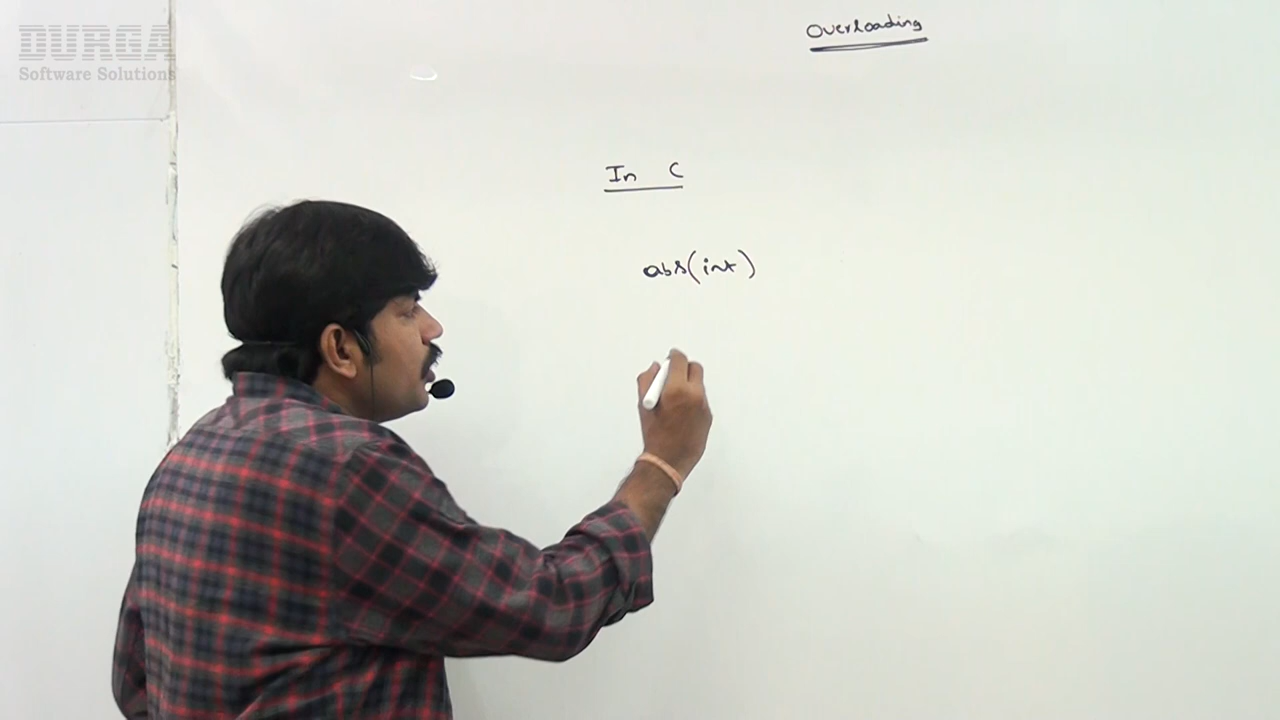 DURGA
Software Solutions
Overloading
In C
abs(int)